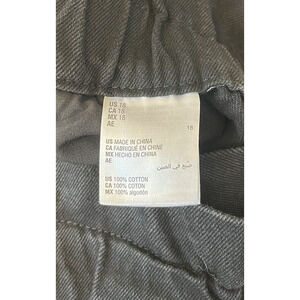 US 18
CA 18
MX 18
AE
18
US MADE IN CHINA
CA FABRIQUÉ EN CHINE
MX HECHO EN CHINA
AE
صنع في الصين
US 100% COTTON
CA 100% COTON
MX 100% algodón